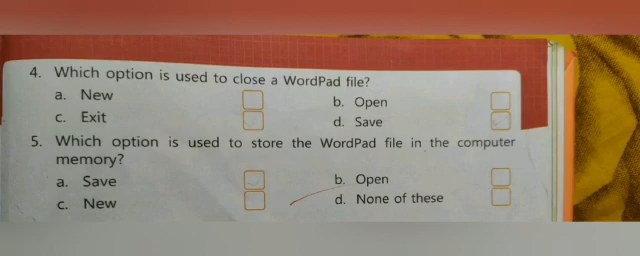 4. Which option is used to close a WordPad file?
a. New b. Open
c. Exit d. Save
5. Which option is used to store the WordPad file in the computer
memory?
a. Save b. Open
c. New d. None of these